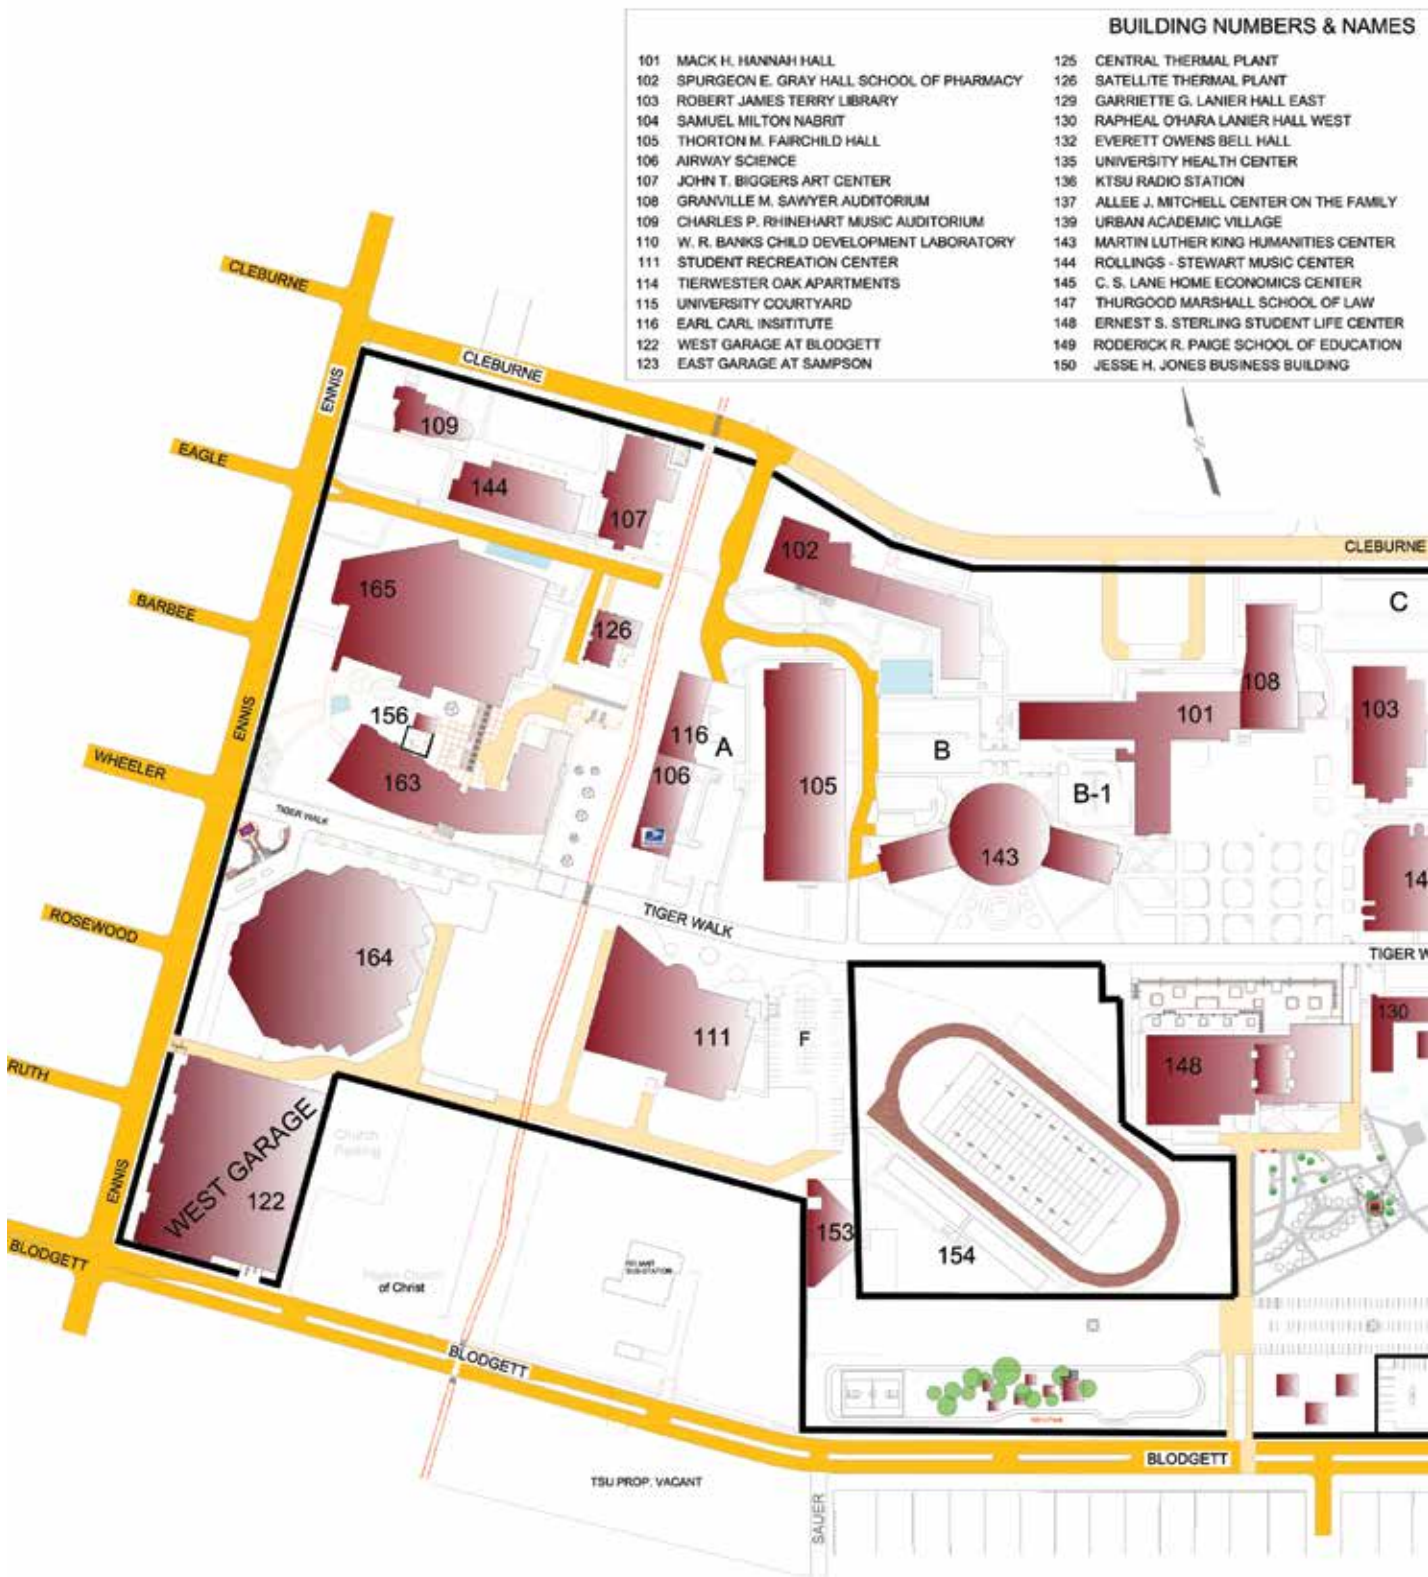 BUILDING NUMBERS & NAMES
101 MACK H. HANNAH HALL
102 SPURGEON E. GRAY HALL SCHOOL OF PHARMACY
103 ROBERT JAMES TERRY LIBRARY
104 SAMUEL MILTON NABRIT
105 THORTON M. FAIRCHILD HALL
106 AIRWAY SCIENCE
107 JOHN T. BIGGERS ART CENTER
108 GRANVILLE M. SAWYER AUDITORIUM
109 CHARLES P. RHINEHART MUSIC AUDITORIUM
110 W. R. BANKS CHILD DEVELOPMENT LABORATORY
111 STUDENT RECREATION CENTER
114 TIERWESTER OAK APARTMENTS
115 UNIVERSITY COURTYARD
116 EARL CARL INSITITUTE
122 WEST GARAGE AT BLODGETT
123 EAST GARAGE AT SAMPSON
125 CENTRAL THERMAL PLANT
126 SATELLITE THERMAL PLANT
129 GARRIETTE G. LANIER HALL EAST
130 RAPHEAL O'HARA LANIER HALL WEST
132 EVERETT OWENS BELL HALL
135 UNIVERSITY HEALTH CENTER
136 KTSU RADIO STATION
137 ALLEE J. MITCHELL CENTER ON THE FAMILY
139 URBAN ACADEMIC VILLAGE
143 MARTIN LUTHER KING HUMANITIES CENTER
144 ROLLINGS - STEWART MUSIC CENTER
145 C. S. LANE HOME ECONOMICS CENTER
147 THURGOOD MARSHALL SCHOOL OF LAW
148 ERNEST S. STERLING STUDENT LIFE CENTER
149 RODERICK R. PAIGE SCHOOL OF EDUCATION
150 JESSE H. JONES BUSINESS BUILDING
CLEBURNE
CLEBURNE
ENNIS
109
EAGLE
144
107
102
CLEBURNE
165
C
BARBEE
126
108
156
116
A
B
101
103
ENNIS
106
105
B-1
WHEELER
163
TIGER WALK
143
14
ROSEWOOD
TIGER WALK
TIGER W
164
111
F
130
148
RUTH
Church
Parking
WEST GARAGE
ENNIS
122
153
154
BLODGETT
of Christ
BLODGETT
BLODGETT
TSU PROP. VACANT
SAUER